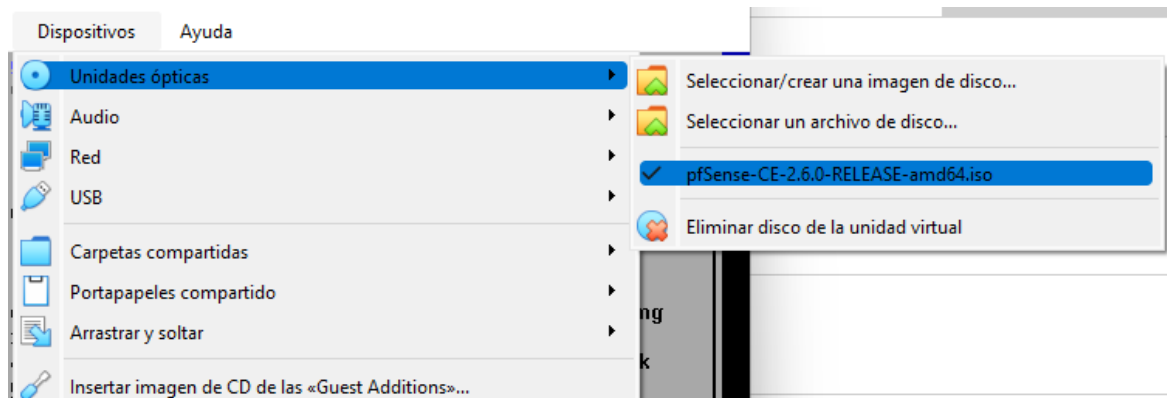 Dispositivos Ayuda
Unidades ópticas
Audio
Red
USB
Carpetas compartidas
Portapapeles compartido
Arrastrar y soltar
Insertar imagen de CD de las «Guest Additions»...
Seleccionar/crear una imagen de disco...
Seleccionar un archivo de disco...
pfSense-CE-2.6.0-RELEASE-amd64.iso
Eliminar disco de la unidad virtual
ng
k